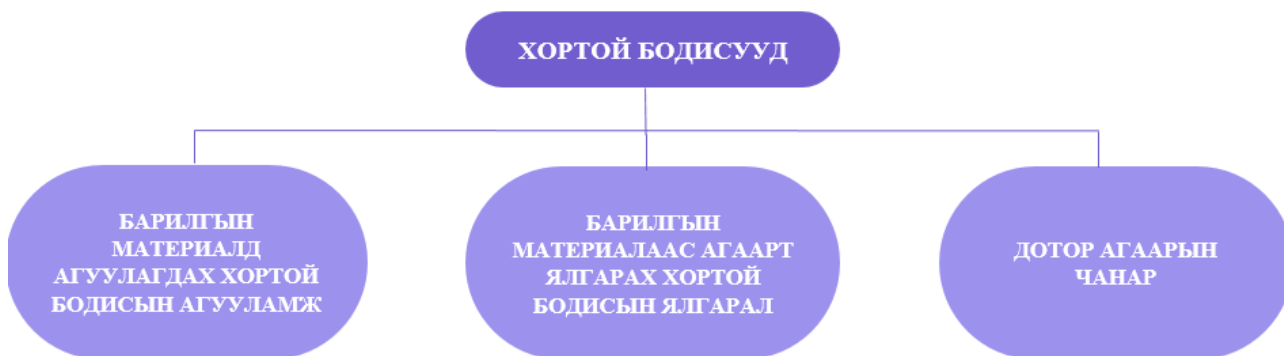 ХОРТОЙ БОДИСУУД
БАРИЛГЫН
МАТЕРИАЛД
АГУУЛАГДАХ ХОРТОЙ
БОДИСЫН АГУУЛАМЖ
БАРИЛГЫН
МАТЕРИАЛААС АГААРТ
ЯЛГАРАХ ХОРТОЙ
БОДИСЫН ЯЛГАРАЛ
ДОТОР АГААРЫН
ЧАНАР